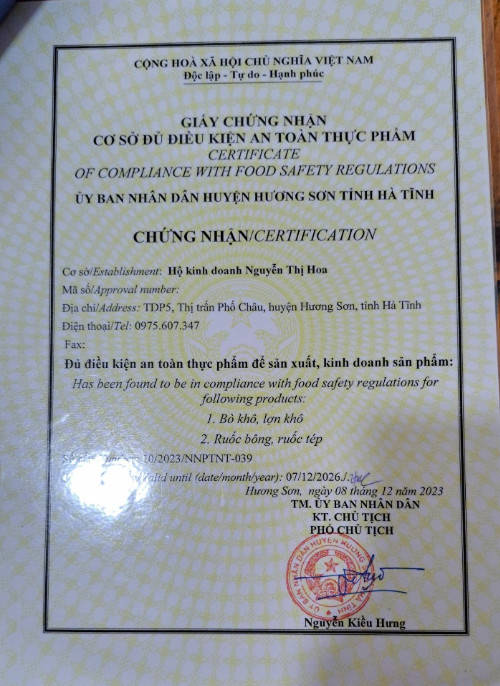 CỘNG HOÀ XÃ HỘI CHỦ NGHĨA VIỆT NAM
Độc lập - Tự do - Hạnh phúc
GIẤY CHỨNG NHẬN
CƠ SỞ ĐỦ ĐIỀU KIỆN AN TOÀN THỰC PHẨM
CERTIFICATE
OF COMPLIANCE WITH FOOD SAFETY REGULATIONS
ỦY BAN NHÂN DÂN HUYỆN HƯƠNG SƠN TỈNH HÀ TĨNH
CHỨNG NHẬN/CERTIFICATION
Cơ sở/Establishment: Hộ kinh doanh Nguyễn Thị Hoa
Mã số/Approval number:
Địa chỉ/Address: TDP5, Thị trấn Phố Châu, huyện Hương Sơn, tỉnh Hà Tĩnh
Điện thoại/Tel: 0975.607.347
Fax:
Đủ điều kiện an toàn thực phẩm để sản xuất, kinh doanh sản phẩm:
Has been found to be in compliance with food safety regulations for
following products:
1. Bò khô, lợn khô
2. Ruốc bông, ruốc tép
10/2023/NNPTNT-039
/Valid until (date/month/year): 07/12/2026./.
Hương Sơn, ngày 08 tháng 12 năm 2023
TM. ỦY BAN NHÂN DÂN
KT. CHỦ TỊCH
PHÓ CHỦ TỊCH
Nguyễn Kiều Hưng